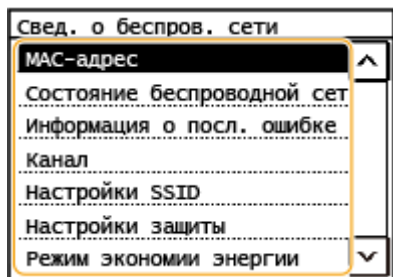 Свед. о беспров. сети
MAC-адрес
Состояние беспроводной сет
Информация о посл. ошибке
Канал
Настройки SSID
Настройки защиты
Режим экономии энергии